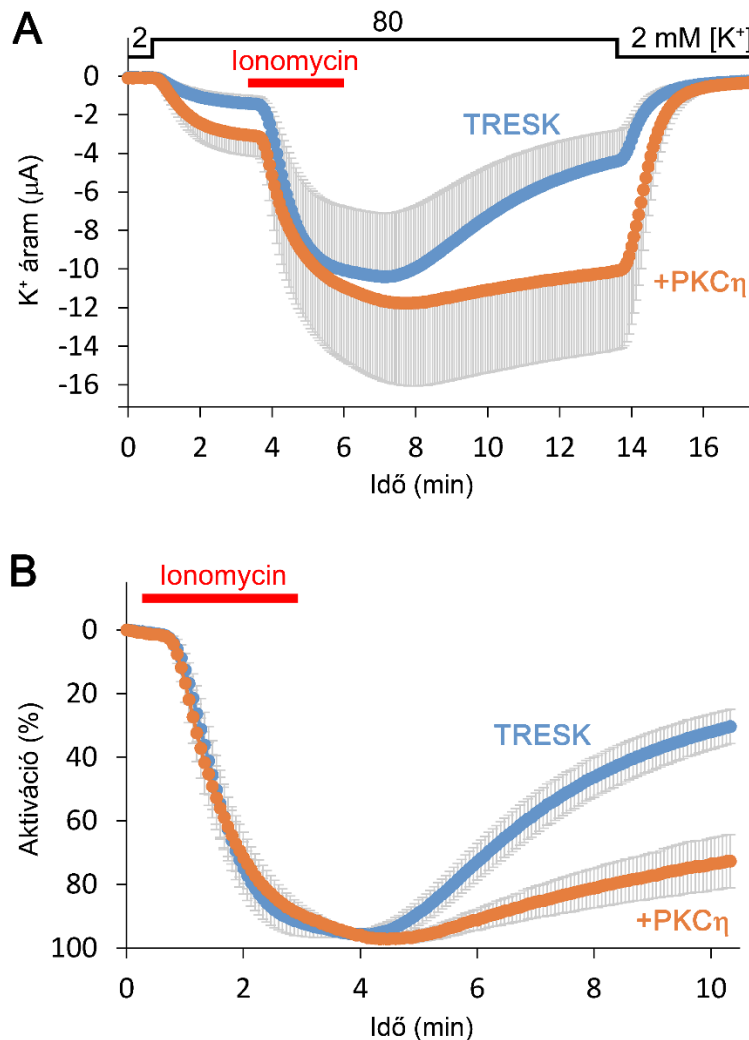 A
2 80 2 mM [K⁺]
Ionomycin
0
-2
-4
-6
-8
-10
-12
-14
-16
K⁺ áram (µA)
TRESK
+PKCη
0 2 4 6 8 10 12 14 16
Idő (min)
B
Ionomycin
0
20
40
60
80
100
Aktiváció (%)
TRESK
+PKCη
0 2 4 6 8 10
Idő (min)